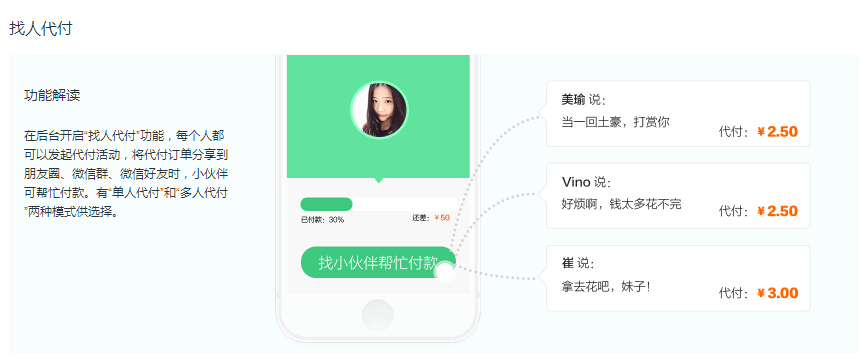 找人代付
功能解读
在后台开启“找人代付”功能，每个人都
可以发起代付活动，将代付订单分享到
朋友圈、微信群、微信好友时，小伙伴
可帮忙付款。有“单人代付”和“多人代付
”两种模式供选择。
已付款：30%
还差：￥50
找小伙伴帮忙付款
美瑜 说：
当一回土豪，打赏你
代付：￥2.50
Vino 说：
好烦啊，钱太多花不完
代付：￥2.50
崔 说：
拿去花吧，妹子！
代付：￥3.00